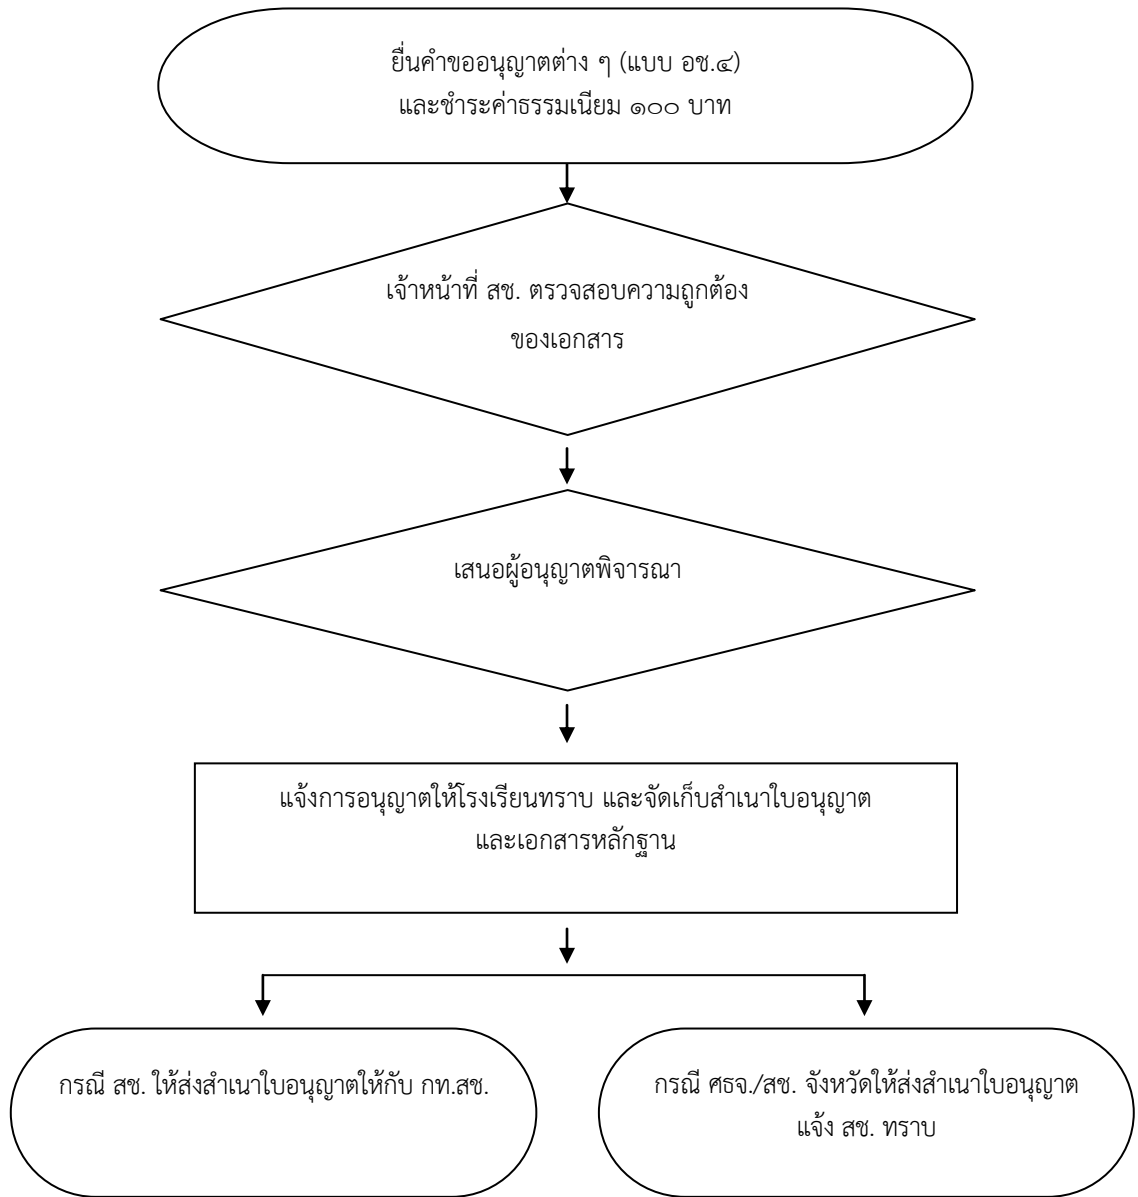 ยื่นคำขออนุญาตต่าง ๆ (แบบ อช.๔)
และชำระค่าธรรมเนียม ๑๐๐ บาท
เจ้าหน้าที่ สช. ตรวจสอบความถูกต้อง
ของเอกสาร
เสนอผู้อนุญาตพิจารณา
แจ้งการอนุญาตให้โรงเรียนทราบ และจัดเก็บสำเนาใบอนุญาต
และเอกสารหลักฐาน
กรณี สช. ให้ส่งสำเนาใบอนุญาตให้กับ กท.สช.
กรณี ศธจ./สช. จังหวัดให้ส่งสำเนาใบอนุญาต
แจ้ง สช. ทราบ